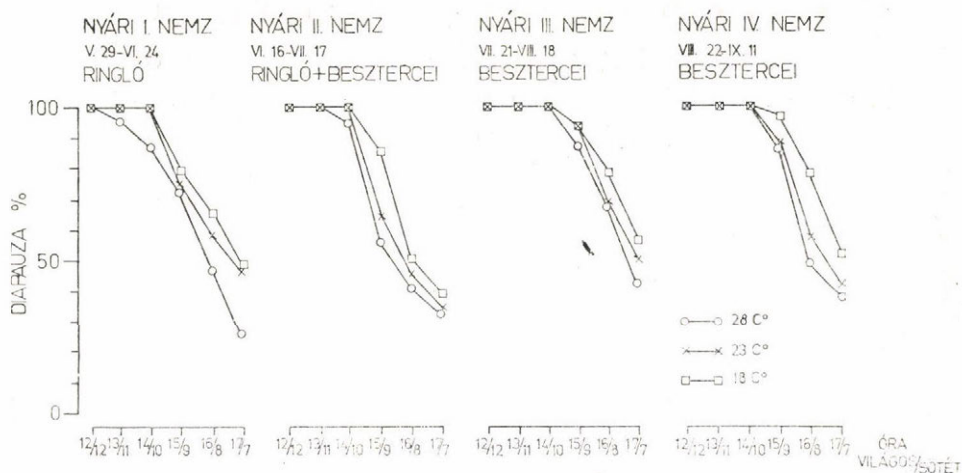 NYÁRI I. NEMZ
V. 29-VI. 24
RINGLÓ
NYÁRI II. NEMZ
VI. 16-VII. 17
RINGLÓ+BESZTERCEI
NYÁRI III. NEMZ
VII. 21-VIII. 18
BESZTERCEI
NYÁRI IV. NEMZ
VIII. 22-IX. 11
BESZTERCEI
DIAPAUZA %
100
50
0
28 C°
23 C°
18 C°
12/12 13/11 14/10 15/9 16/8 17/7
12/12 13/11 14/10 15/9 16/8 17/7
12/12 13/11 14/10 15/9 16/8 17/7
12/12 13/11 14/10 15/9 16/8 17/7
ÓRA
VILÁGOS/SÖTÉT